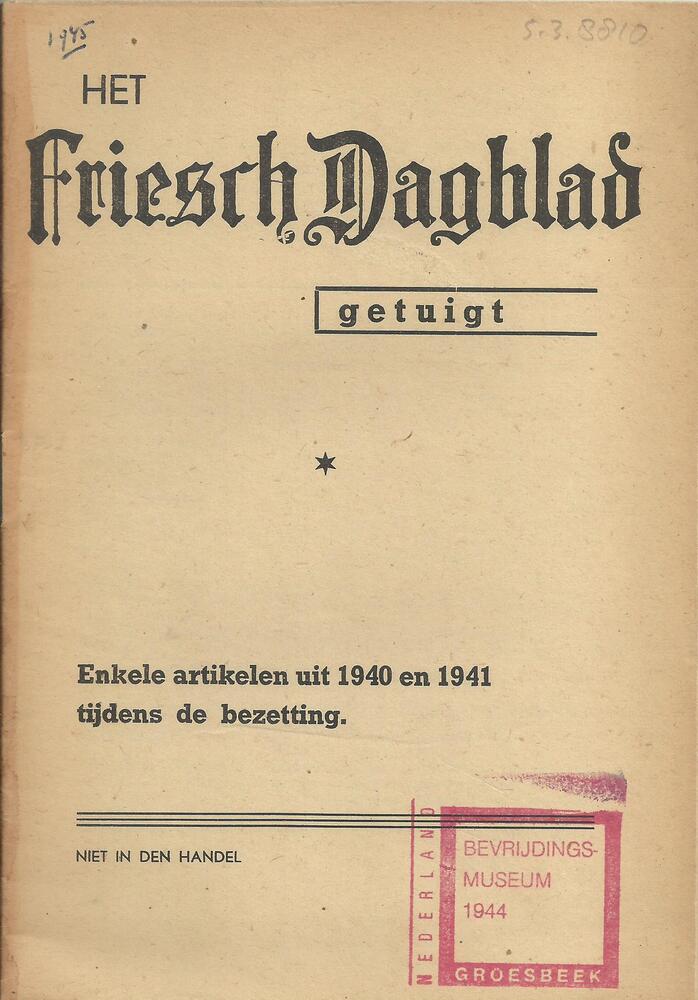 1945
5.3.8810
HET
Friesch Dagblad
getuigt
Enkele artikelen uit 1940 en 1941
tijdens de bezetting.
NIET IN DEN HANDEL
NEDERLAND
BEVRIJDINGS-
MUSEUM
1944
GROESBEEK